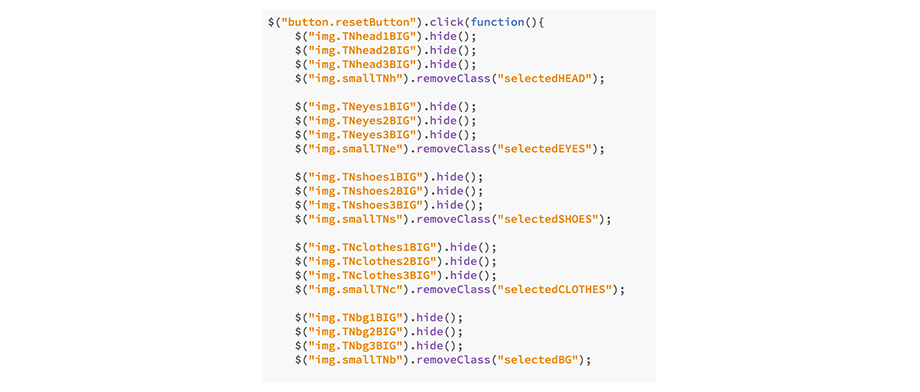 $("button.resetButton").click(function(){
    $("img.TNhead1BIG").hide();
    $("img.TNhead2BIG").hide();
    $("img.TNhead3BIG").hide();
    $("img.smallTNh").removeClass("selectedHEAD");

    $("img.TNeyes1BIG").hide();
    $("img.TNeyes2BIG").hide();
    $("img.TNeyes3BIG").hide();
    $("img.smallTNe").removeClass("selectedEYES");

    $("img.TNshoes1BIG").hide();
    $("img.TNshoes2BIG").hide();
    $("img.TNshoes3BIG").hide();
    $("img.smallTNs").removeClass("selectedSHOES");

    $("img.TNclothes1BIG").hide();
    $("img.TNclothes2BIG").hide();
    $("img.TNclothes3BIG").hide();
    $("img.smallTNc").removeClass("selectedCLOTHES");

    $("img.TNbg1BIG").hide();
    $("img.TNbg2BIG").hide();
    $("img.TNbg3BIG").hide();
    $("img.smallTNb").removeClass("selectedBG");